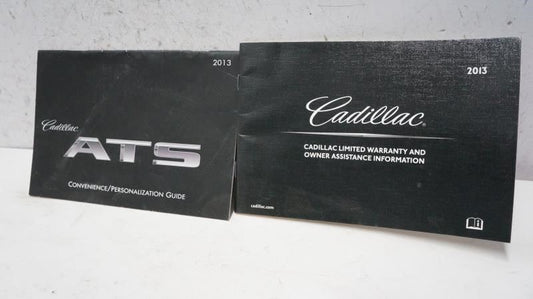 2013
Cadillac
ATS
CONVENIENCE/PERSONALIZATION GUIDE
2013
Cadillac®
CADILLAC LIMITED WARRANTY AND
OWNER ASSISTANCE INFORMATION
cadillac.com